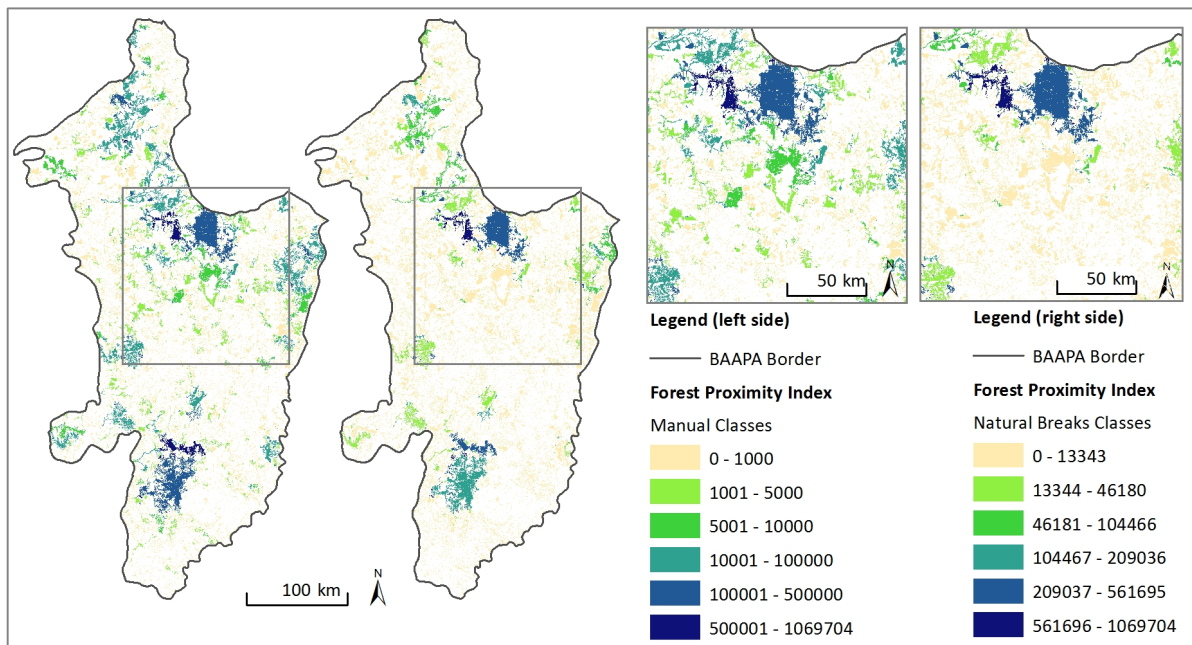 N
50 km
N
50 km
Legend (left side)
BAAPA Border
Forest Proximity Index
Manual Classes
0 - 1000
1001 - 5000
5001 - 10000
10001 - 100000
100001 - 500000
500001 - 1069704
Legend (right side)
BAAPA Border
Forest Proximity Index
Natural Breaks Classes
0 - 13343
13344 - 46180
46181 - 104466
104467 - 209036
209037 - 561695
561696 - 1069704
100 km
N